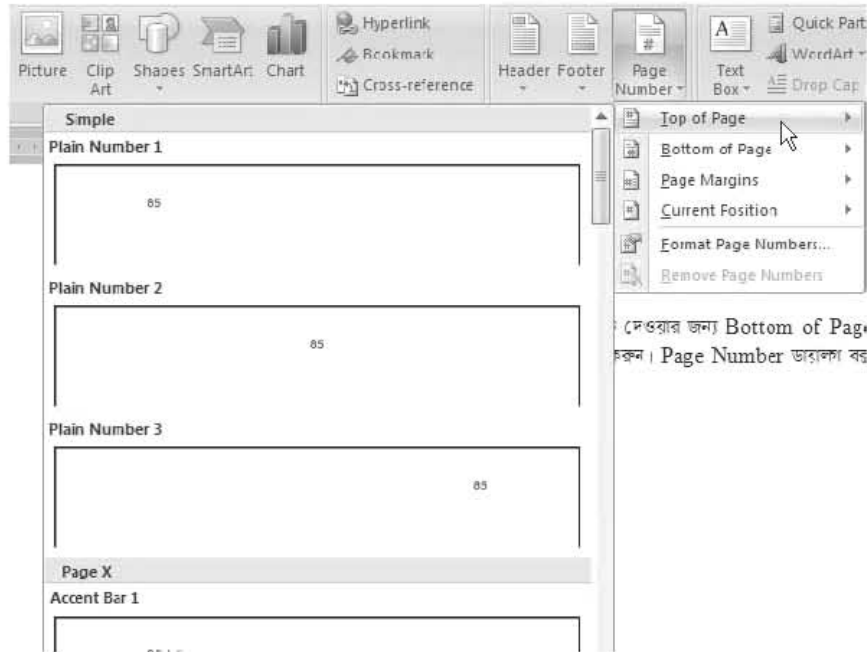 Hyperlink
Bookmark
Cross-reference
Picture Clip Art Shapes SmartArt Chart
Header Footer Page Number Text Box
Quick Part
WordArt
Drop Cap
Simple
Plain Number 1
85
Plain Number 2
85
Plain Number 3
85
Page X
Accent Bar 1
Top of Page
Bottom of Page
Page Margins
Current Position
Format Page Numbers...
Remove Page Numbers
দেওয়ার জন্য Bottom of Page
করুন। Page Number ডায়ালগ